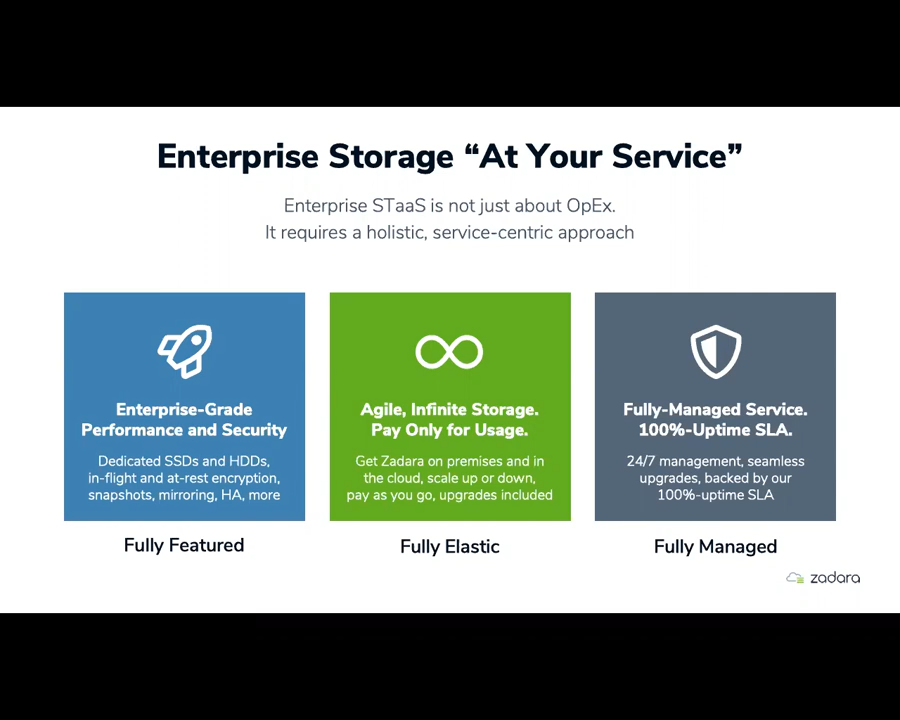 Enterprise Storage “At Your Service”
Enterprise STaaS is not just about OpEx.
It requires a holistic, service-centric approach
Enterprise-Grade
Performance and Security
Dedicated SSDs and HDDs,
in-flight and at-rest encryption,
snapshots, mirroring, HA, more
Fully Featured
Agile, Infinite Storage.
Pay Only for Usage.
Get Zadara on premises and in
the cloud, scale up or down,
pay as you go, upgrades included
Fully Elastic
Fully-Managed Service.
100%-Uptime SLA.
24/7 management, seamless
upgrades, backed by our
100%-uptime SLA
Fully Managed
zadara